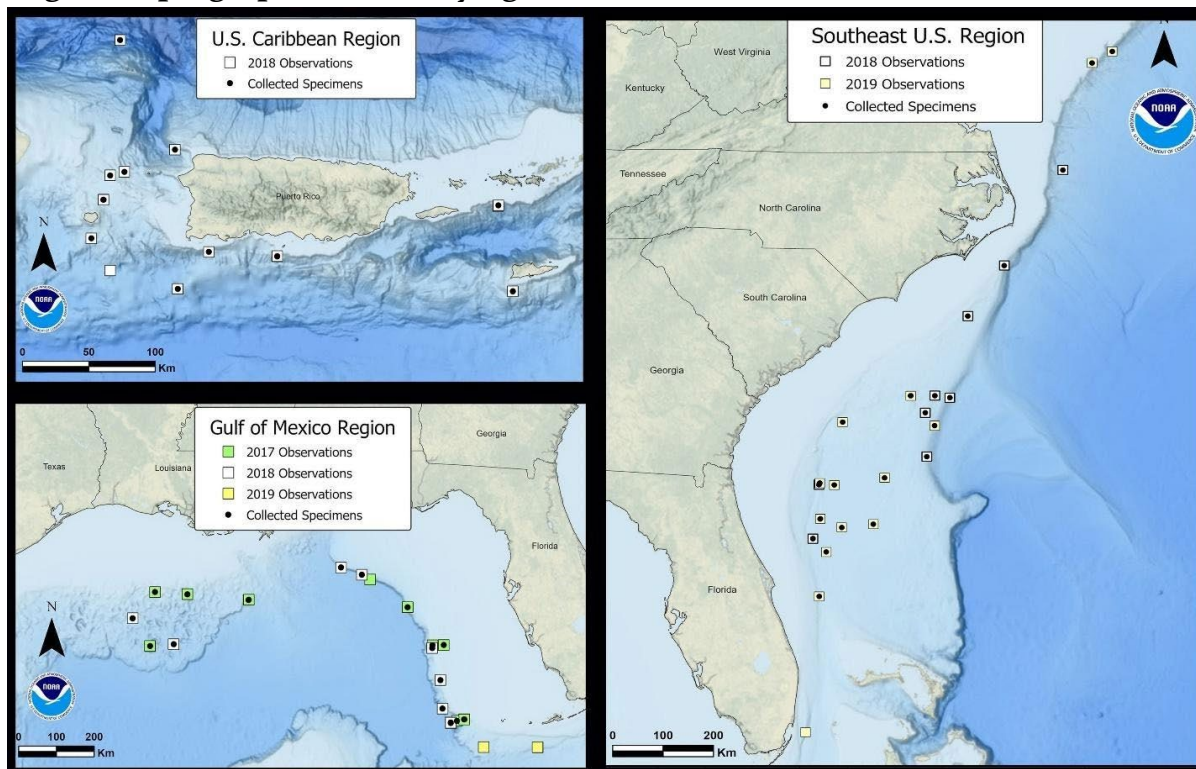 U.S. Caribbean Region
2018 Observations
Collected Specimens
Puerto Rico
N
NOAA
0 50 100
Km
Gulf of Mexico Region
2017 Observations
2018 Observations
2019 Observations
Collected Specimens
Texas
Louisiana
Georgia
Florida
N
NOAA
0 100 200
Km
Southeast U.S. Region
2018 Observations
2019 Observations
Collected Specimens
West Virginia
Kentucky
Tennessee
North Carolina
South Carolina
Georgia
Florida
N
NOAA
0 100 200
Km